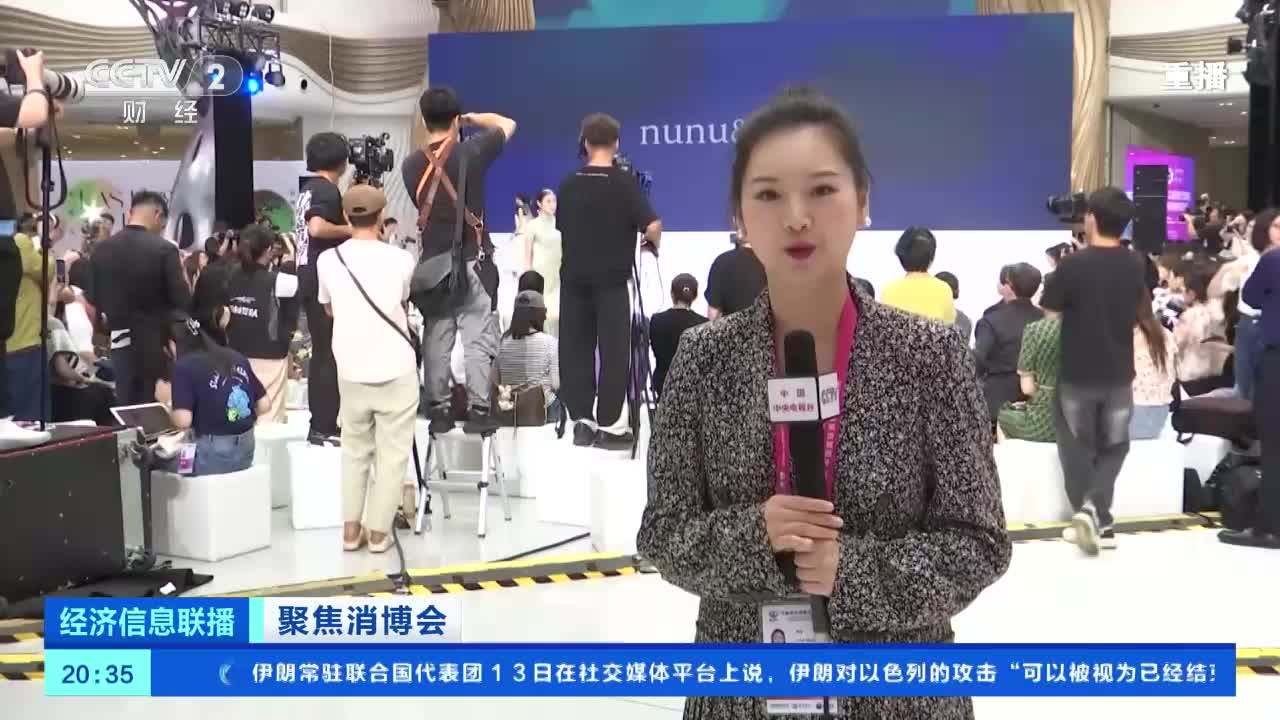 CCTV 2
财 经
重播
nunu&
中 国
中央电视台
CCTV
经济信息联播
聚焦消博会
20:35
伊朗常驻联合国代表团13日在社交媒体平台上说，伊朗对以色列的攻击“可以被视为已经结